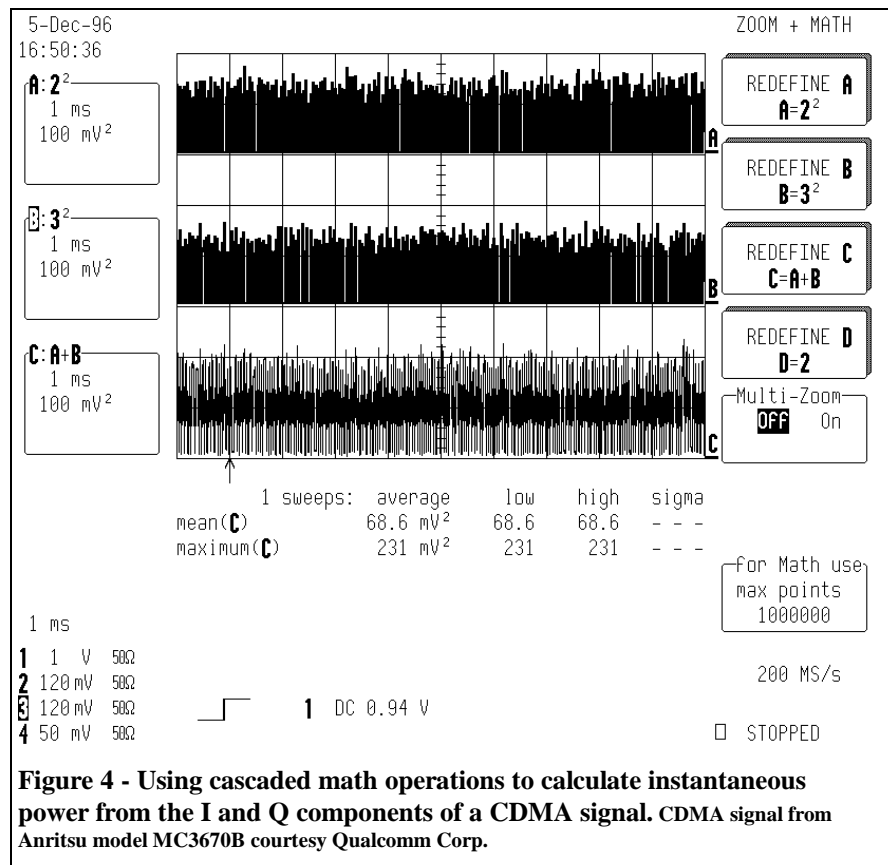 5-Dec-96
16:50:36
ZOOM + MATH
A:2²
1 ms
100 mV²
REDEFINE A
A=2²
A
REDEFINE B
B=3²
B:3²
1 ms
100 mV²
REDEFINE C
C=A+B
B
REDEFINE D
D=2
C:A+B
1 ms
100 mV²
Multi-Zoom
OFF On
C
1 sweeps: average low high sigma
mean(C) 68.6 mV² 68.6 68.6 - - -
maximum(C) 231 mV² 231 231 - - -
for Math use
max points
1000000
1 ms
1 1 V 50Ω
2 120 mV 50Ω
3 120 mV 50Ω
4 50 mV 50Ω
1 DC 0.94 V
200 MS/s
STOPPED
Figure 4 - Using cascaded math operations to calculate instantaneous
power from the I and Q components of a CDMA signal. CDMA signal from
Anritsu model MC3670B courtesy Qualcomm Corp.